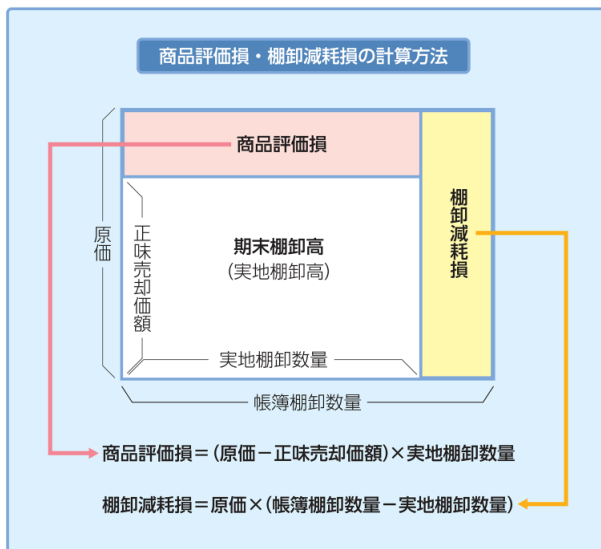 商品評価損・棚卸減耗損の計算方法
商品評価損
棚卸減耗損
原価
正味売却価額
期末棚卸高
(実地棚卸高)
実地棚卸数量
帳簿棚卸数量
商品評価損＝(原価－正味売却価額)×実地棚卸数量
棚卸減耗損＝原価×(帳簿棚卸数量－実地棚卸数量)